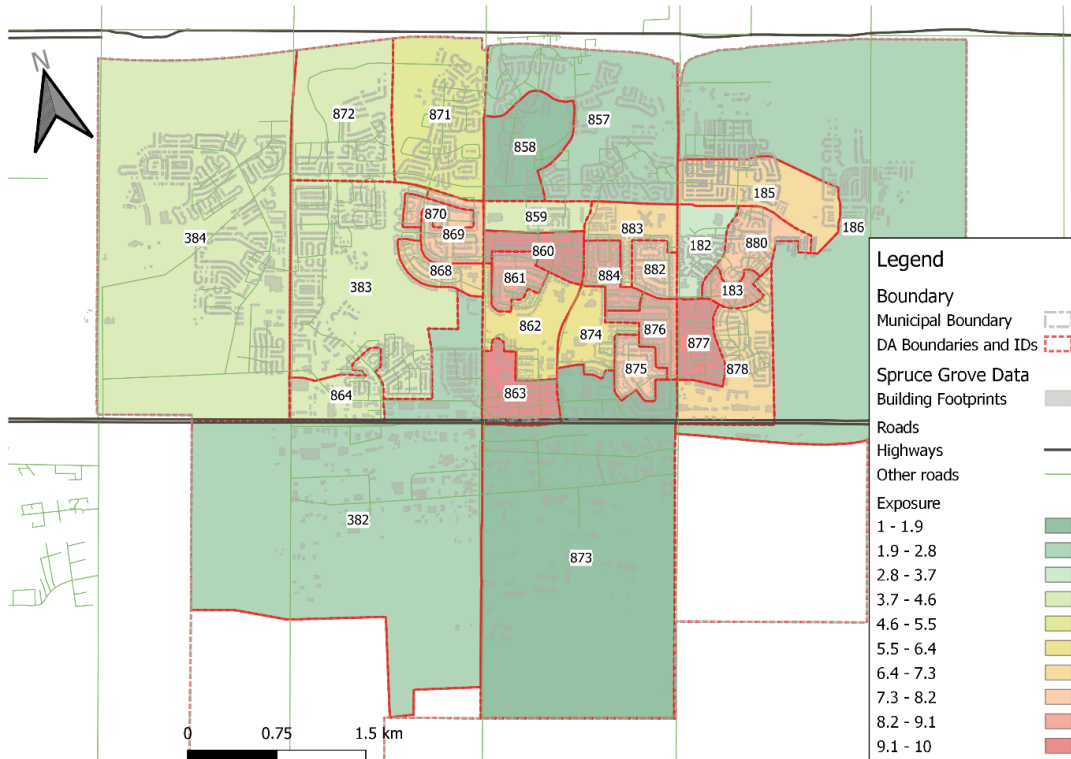 N
872
871
857
858
384
185
870
859
883
186
869
182
880
860
868
861
884
882
383
183
862
874
876
877
875
878
864
863
382
873
0 0.75 1.5 km
Legend
Boundary
Municipal Boundary
DA Boundaries and IDs
Spruce Grove Data
Building Footprints
Roads
Highways
Other roads
Exposure
1 - 1.9
1.9 - 2.8
2.8 - 3.7
3.7 - 4.6
4.6 - 5.5
5.5 - 6.4
6.4 - 7.3
7.3 - 8.2
8.2 - 9.1
9.1 - 10